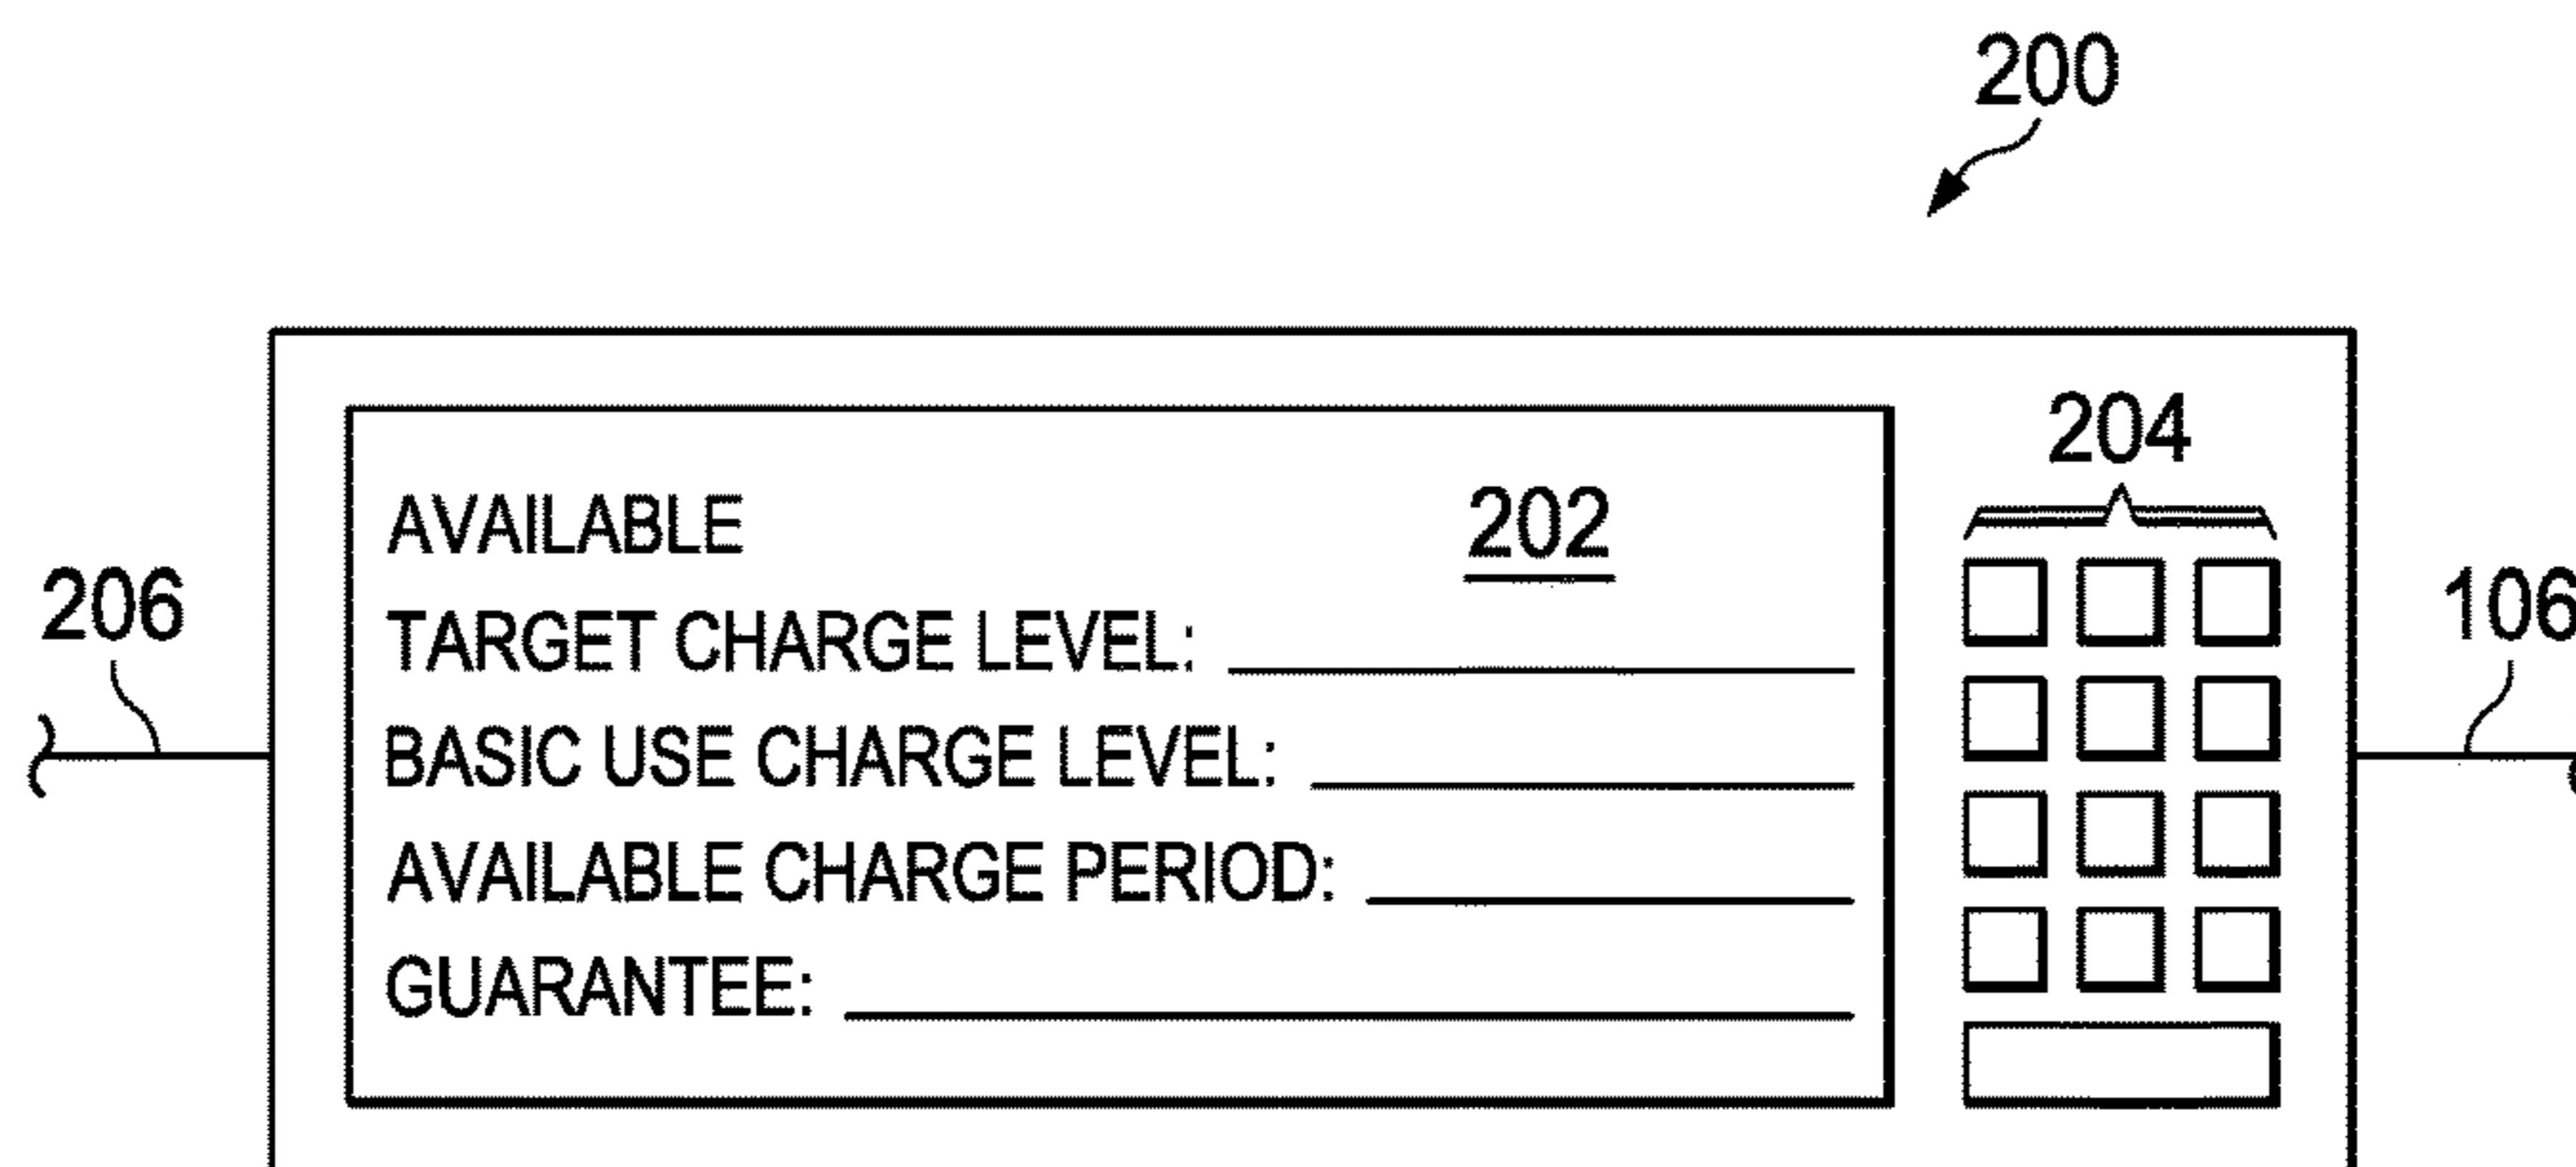 200
204
AVAILABLE 202
206
TARGET CHARGE LEVEL:
106
BASIC USE CHARGE LEVEL:
AVAILABLE CHARGE PERIOD:
GUARANTEE: